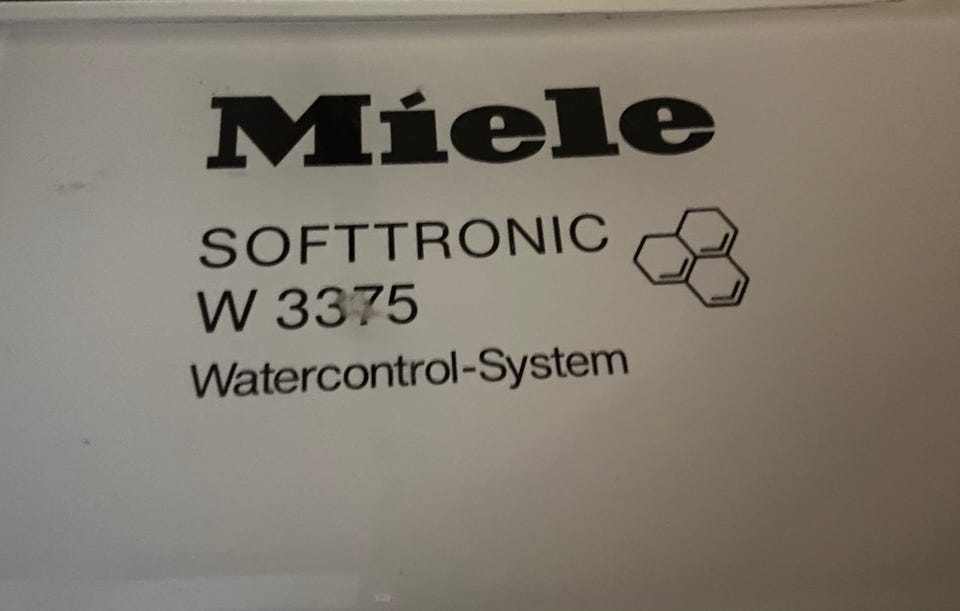 Miele
SOFTTRONIC
W 3375
Watercontrol-System